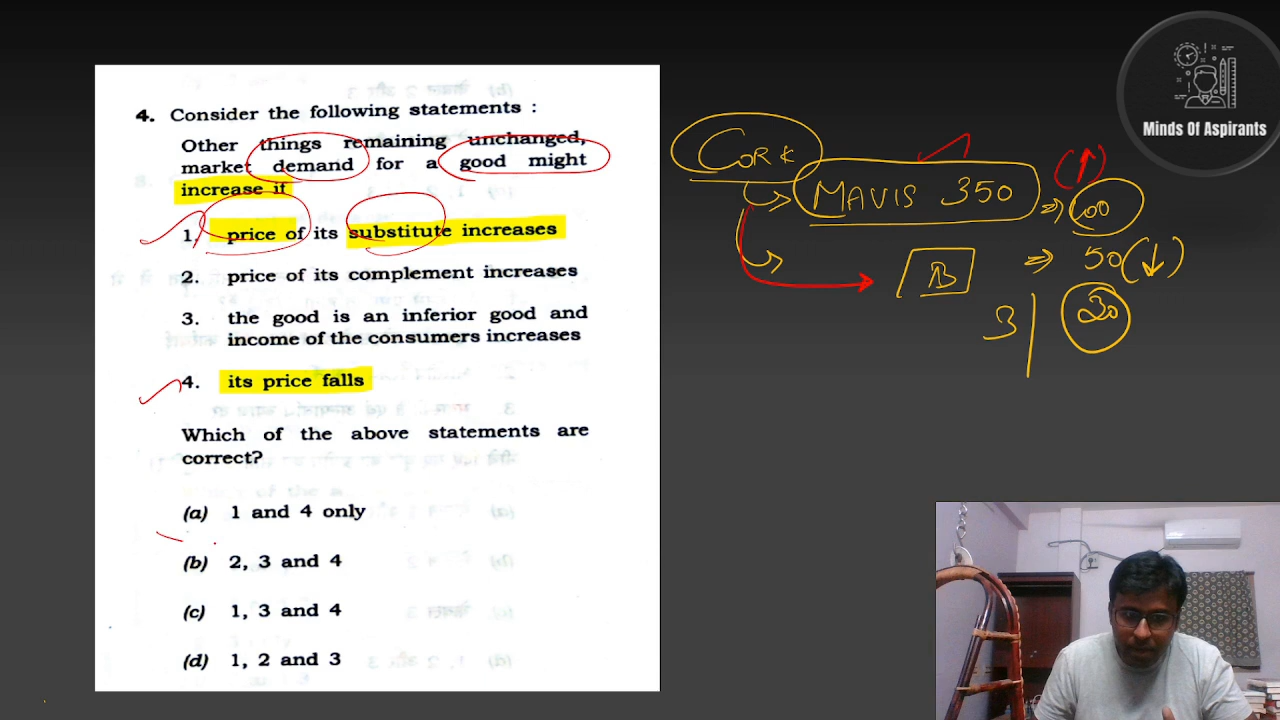 4. Consider the following statements :
Other things remaining unchanged,
market demand for a good might
increase if
1. price of its substitute increases
2. price of its complement increases
3. the good is an inferior good and
income of the consumers increases
4. its price falls
Which of the above statements are
correct?
(a) 1 and 4 only
(b) 2, 3 and 4
(c) 1, 3 and 4
(d) 1, 2 and 3
CORK
MAVIS 350 ⇒ 100
(↑)
B ⇒ 50(↓)
3 | 30
Minds Of Aspirants